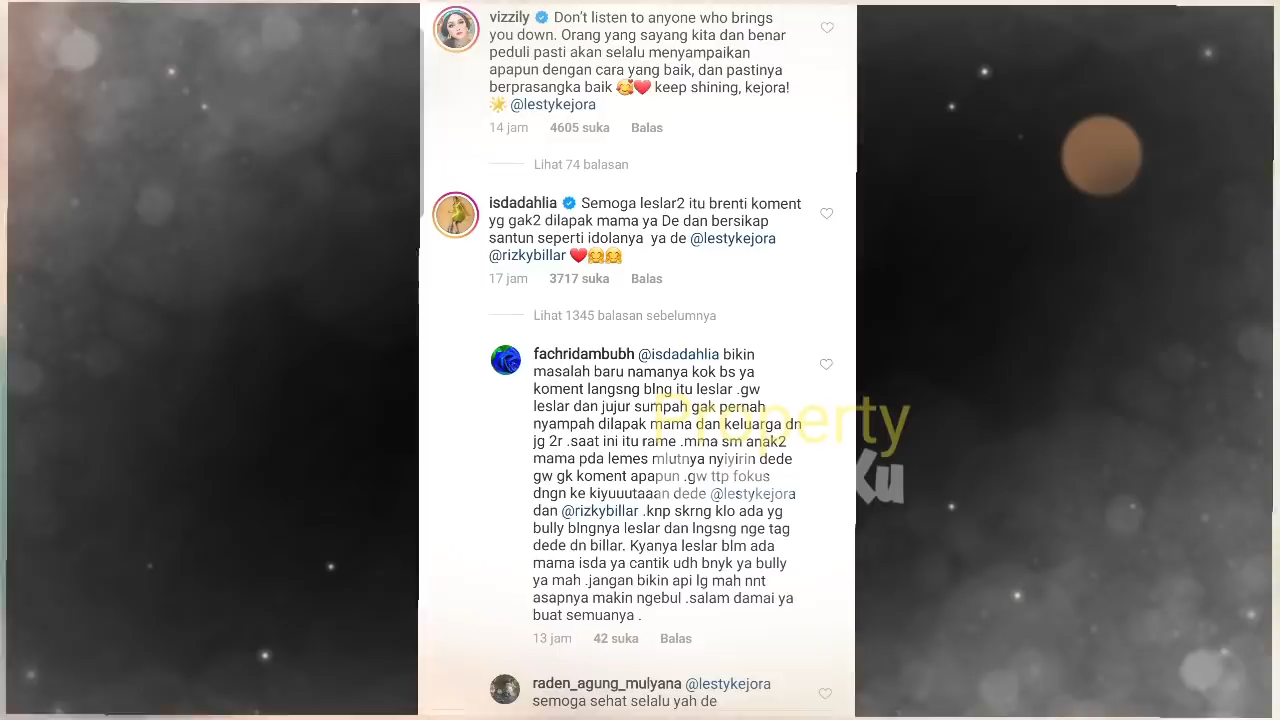 vizzily Don't listen to anyone who brings
you down. Orang yang sayang kita dan benar
peduli pasti akan selalu menyampaikan
apapun dengan cara yang baik, dan pastinya
berprasangka baik 🥰❤️ keep shining, kejora!
🌟 @lestykejora
14 jam 4605 suka Balas
Lihat 74 balasan
isdadahlia Semoga leslar2 itu brenti koment
yg gak2 dilapak mama ya De dan bersikap
santun seperti idolanya ya de @lestykejora
@rizkybillar ❤️🤗🤗
17 jam 3717 suka Balas
Lihat 1345 balasan sebelumnya
fachridambubh @isdadahlia bikin
masalah baru namanya kok bs ya
koment langsng blng itu leslar .gw
leslar dan jujur sumpah gak pernah
nyampah dilapak mama dan keluarga dn
jg 2r .saat ini itu rame .mma sma anak2
mama pda lemes mlutnya nyiyirin dede
gw gk koment apapun .gw ttp fokus
dngn ke kiyuuutaaan dede @lestykejora
dan @rizkybillar .knp skrng klo ada yg
bully blngnya leslar dan lngsng nge tag
dede dn billar. Kyanya leslar blm ada
mama isda ya cantik udh bnyk ya bully
ya mah .jangan bikin api lg mah nnt
asapnya makin ngebul .salam damai ya
buat semuanya .
13 jam 42 suka Balas
raden_agung_mulyana @lestykejora
semoga sehat selalu yah de
Property
Ku